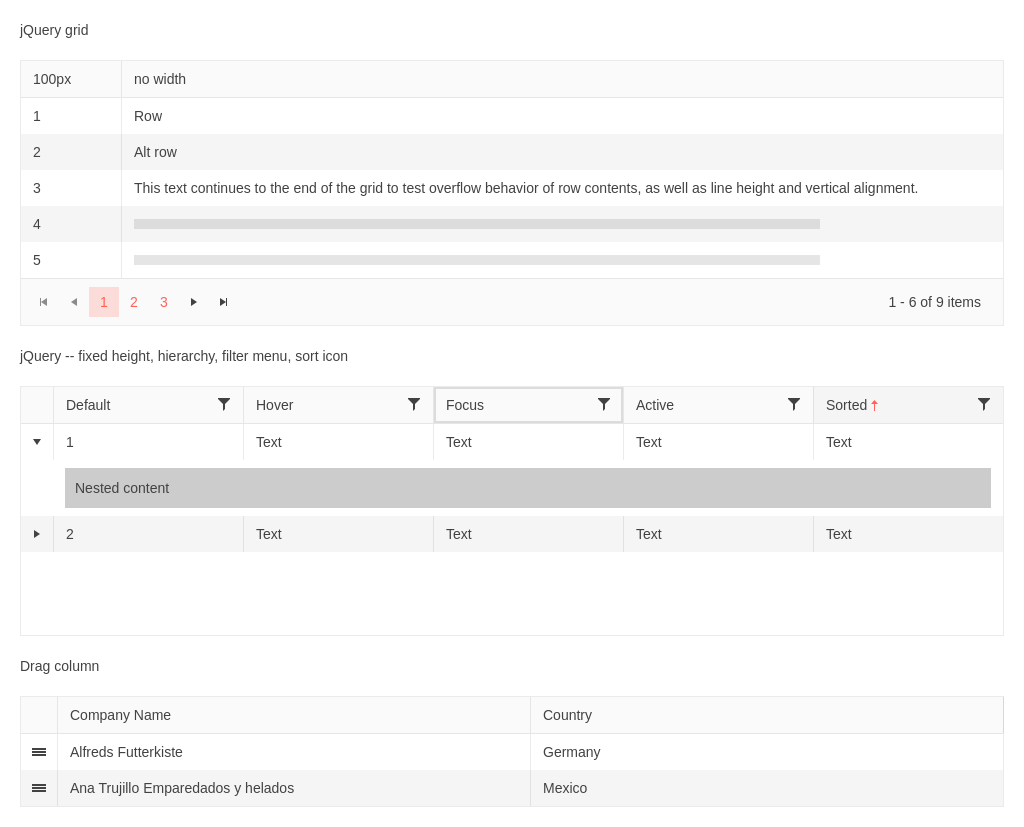 jQuery grid
100px no width
1 Row
2 Alt row
3 This text continues to the end of the grid to test overflow behavior of row contents, as well as line height and vertical alignment.
4
5
1 2 3 1 - 6 of 9 items
jQuery -- fixed height, hierarchy, filter menu, sort icon
Default Hover Focus Active Sorted
1 Text Text Text Text
Nested content
2 Text Text Text Text
Drag column
Company Name Country
Alfreds Futterkiste Germany
Ana Trujillo Emparedados y helados Mexico